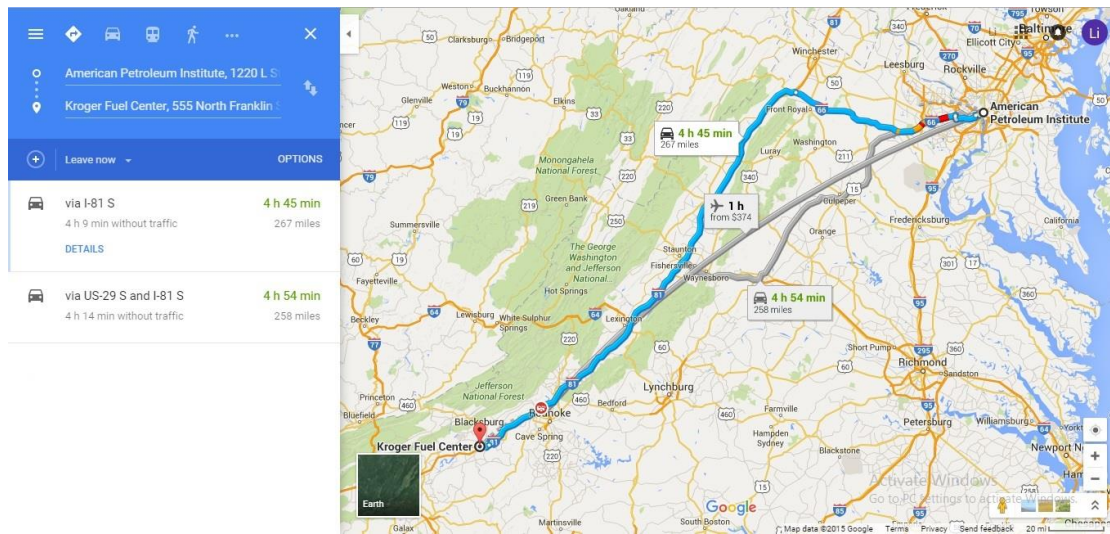 American Petroleum Institute, 1220 L S
Kroger Fuel Center, 555 North Franklin S
Leave now
OPTIONS
via I-81 S
4 h 45 min
4 h 9 min without traffic
267 miles
DETAILS
via US-29 S and I-81 S
4 h 54 min
4 h 14 min without traffic
258 miles
Li
Oakland
Clarksburg
Bridgeport
Winchester
Leesburg
Rockville
Ellicott City
Baltimore
Towson
Weston
Buckhannon
Glenville
Elkins
Front Royal
Washington
Luray
American
Petroleum Institute
4 h 45 min
267 miles
Monongahela
National Forest
Green Bank
1 h
from $374
Culpeper
Fredericksburg
California
Orange
Summersville
Staunton
Fishersville
Waynesboro
The George
Washington
and Jefferson
National...
Hot Springs
4 h 54 min
258 miles
Fayetteville
Beckley
Lewisburg
White Sulphur
Springs
Lexington
Short Pump
Richmond
Sandston
Lynchburg
Princeton
Jefferson
National Forest
Bluefield
Bedford
Roanoke
Farmville
Petersburg
Williamsburg
York
Blacksburg
Cave Spring
Hampden
Sydney
Blackstone
Newport N
Ham
Kroger Fuel Center
Activate Windows
Go to PC settings to activate Windows.
Earth
Galax
Martinsville
South Boston
Google
Map data ©2015 Google
Terms
Privacy
Send feedback
20 mi
Chesapeake